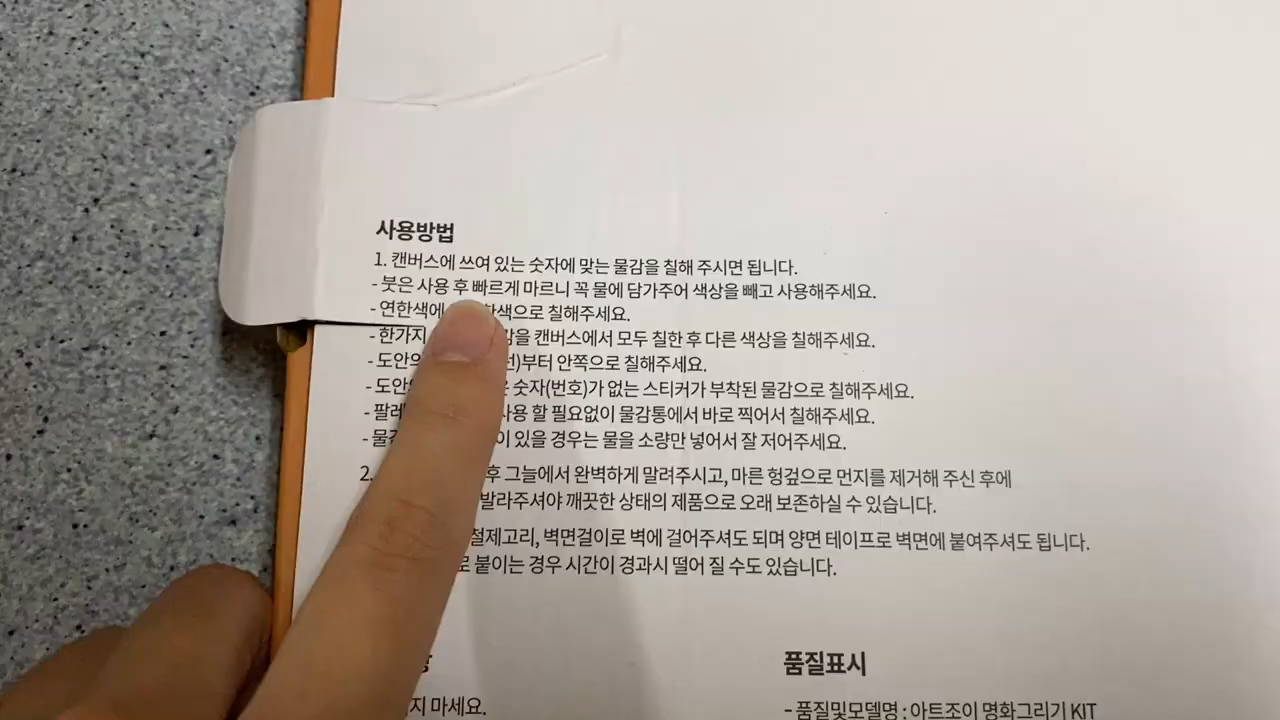 사용방법
1. 캔버스에 쓰여 있는 숫자에 맞는 물감을 칠해 주시면 됩니다.
- 붓은 사용 후 빠르게 마르니 꼭 물에 담가주어 색상을 빼고 사용해주세요.
- 연한색에 색으로 칠해주세요.
- 한가지 캔버스에서 모두 칠한 후 다른 색상을 칠해주세요.
- 부터 안쪽으로 칠해주세요.
- 숫자(번호)가 없는 스티커가 부착된 물감으로 칠해주세요.
- 사용 할 필요없이 물감통에서 바로 찍어서 칠해주세요.
- 있을 경우는 물을 소량만 넣어서 잘 저어주세요.
2. 후 그늘에서 완벽하게 말려주시고, 마른 헝겊으로 먼지를 제거해 주신 후에
발라주셔야 깨끗한 상태의 제품으로 오래 보존하실 수 있습니다.
철제고리, 벽면걸이로 벽에 걸어주셔도 되며 양면 테이프로 벽면에 붙여주셔도 됩니다.
붙이는 경우 시간이 경과시 떨어 질 수도 있습니다.
마세요.
품질표시
- 품질및모델명 : 아트조이 명화그리기 KIT